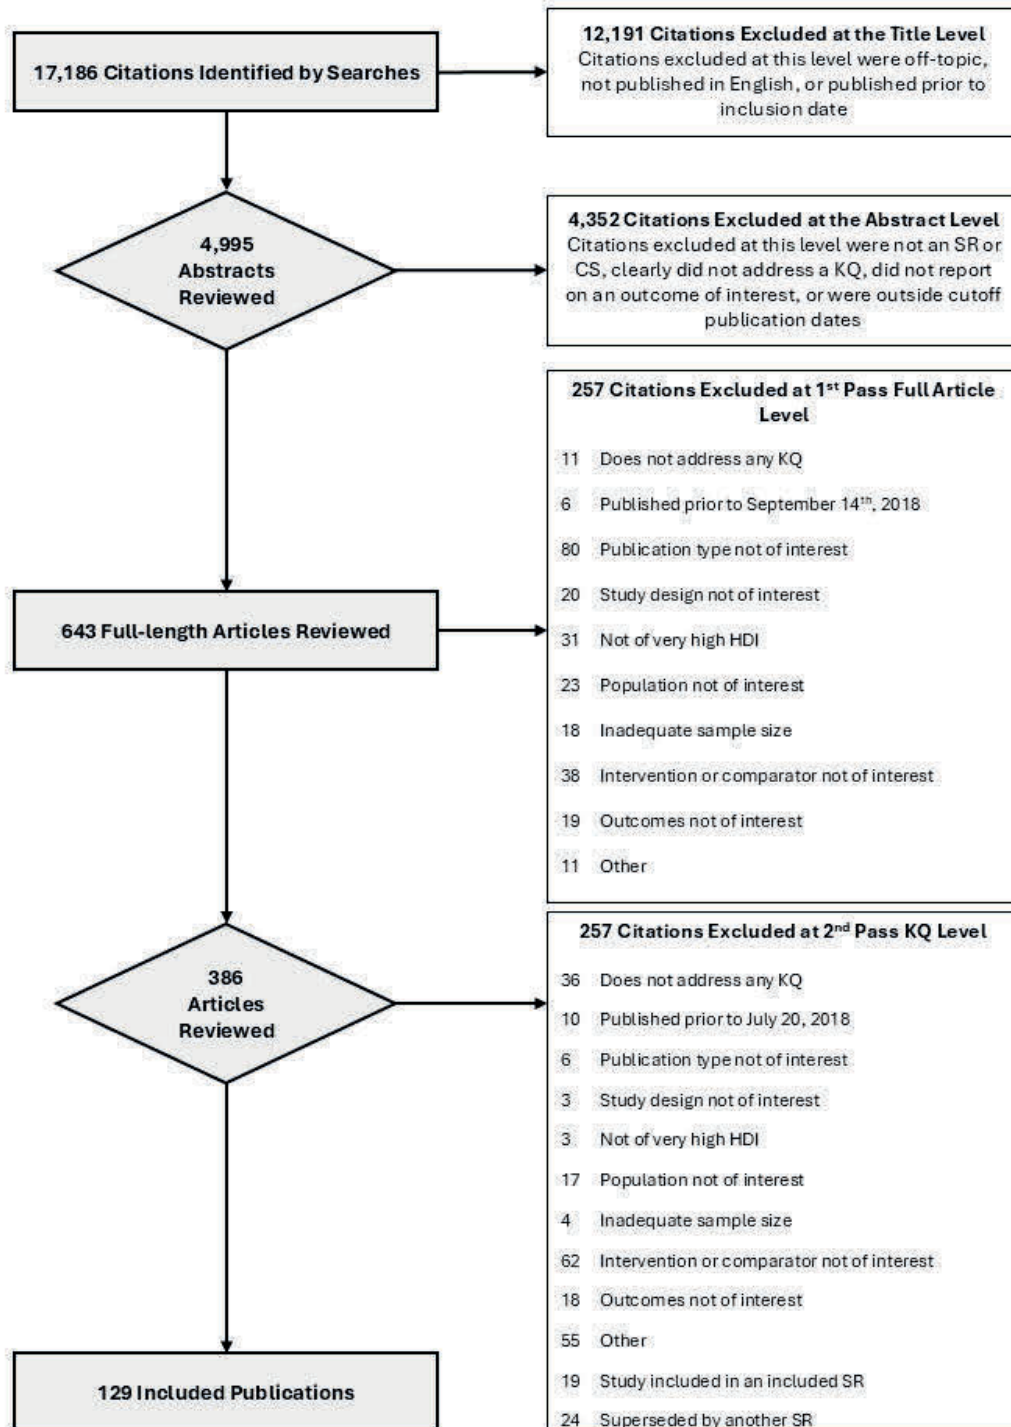 17,186 Citations Identified by Searches
12,191 Citations Excluded at the Title Level
Citations excluded at this level were off-topic,
not published in English, or published prior to
inclusion date
4,995
Abstracts
Reviewed
4,352 Citations Excluded at the Abstract Level
Citations excluded at this level were not an SR or
CS, clearly did not address a KQ, did not report
on an outcome of interest, or were outside cutoff
publication dates
643 Full-length Articles Reviewed
257 Citations Excluded at 1st Pass Full Article
Level
11 Does not address any KQ
6 Published prior to September 14th, 2018
80 Publication type not of interest
20 Study design not of interest
31 Not of very high HDI
23 Population not of interest
18 Inadequate sample size
38 Intervention or comparator not of interest
19 Outcomes not of interest
11 Other
386
Articles
Reviewed
257 Citations Excluded at 2nd Pass KQ Level
36 Does not address any KQ
10 Published prior to July 20, 2018
6 Publication type not of interest
3 Study design not of interest
3 Not of very high HDI
17 Population not of interest
4 Inadequate sample size
62 Intervention or comparator not of interest
18 Outcomes not of interest
55 Other
19 Study included in an included SR
24 Superseded by another SR
129 Included Publications